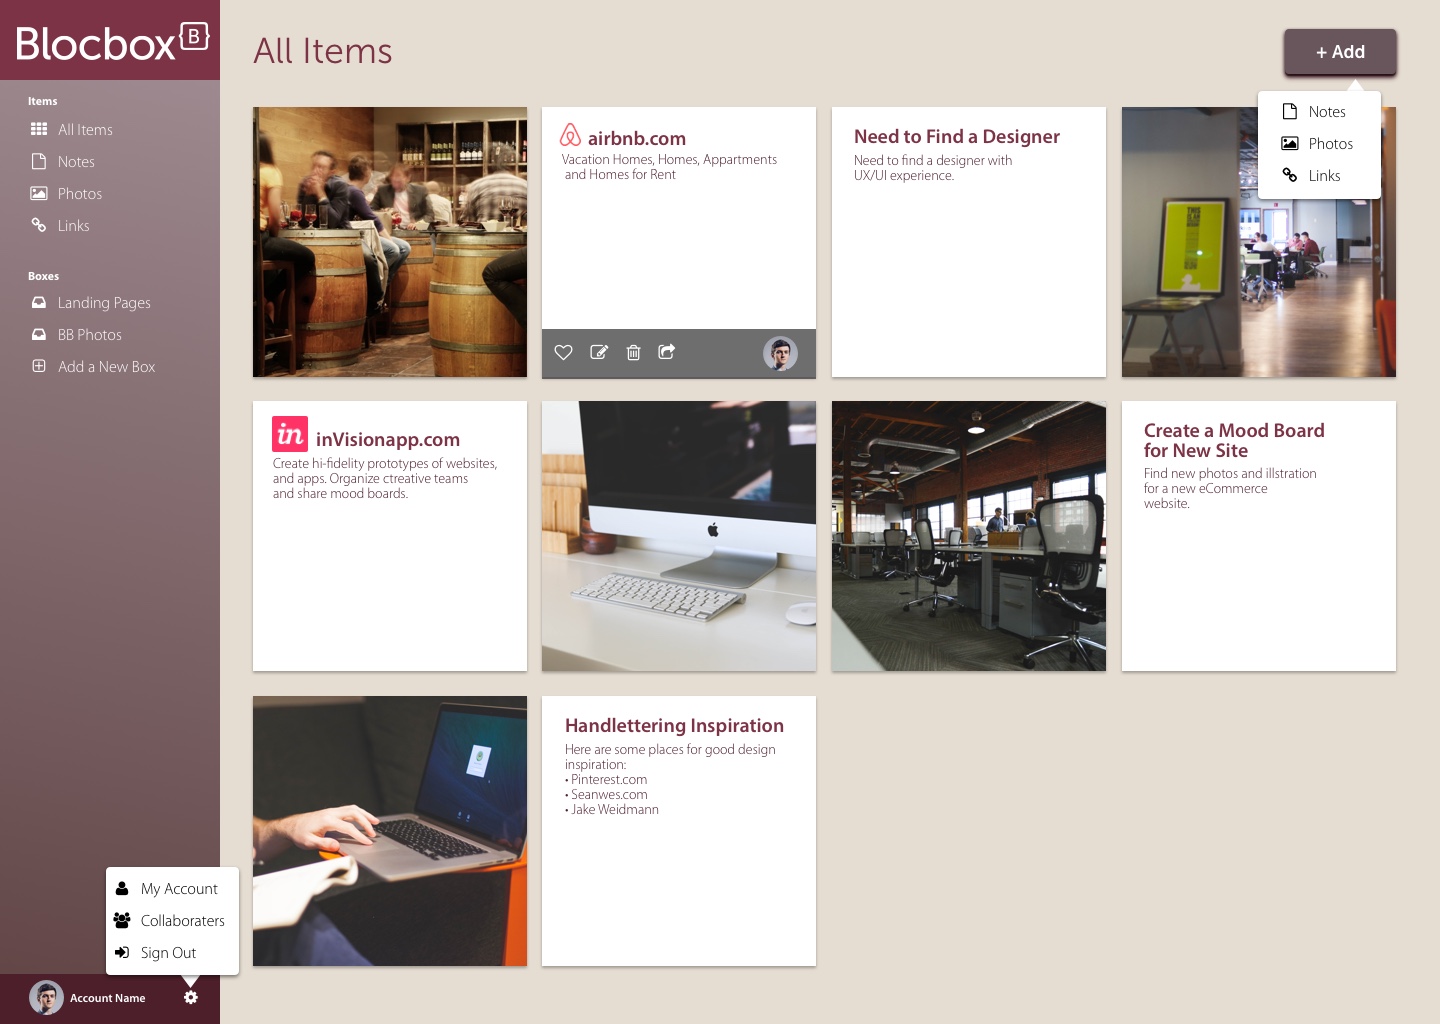 Blocbox B
All Items
+ Add
Items
All Items
Notes
Photos
Links
Boxes
Landing Pages
BB Photos
Add a New Box
My Account
Collaboraters
Sign Out
Account Name
Notes
Photos
Links
airbnb.com
Vacation Homes, Homes, Appartments
and Homes for Rent
Need to Find a Designer
Need to find a designer with
UX/UI experience.
THIS
in inVisionapp.com
Create hi-fidelity prototypes of websites,
and apps. Organize ctreative teams
and share mood boards.
Create a Mood Board
for New Site
Find new photos and illstration
for a new eCommerce
website.
Handlettering Inspiration
Here are some places for good design
inspiration:
• Pinterest.com
• Seanwes.com
• Jake Weidmann